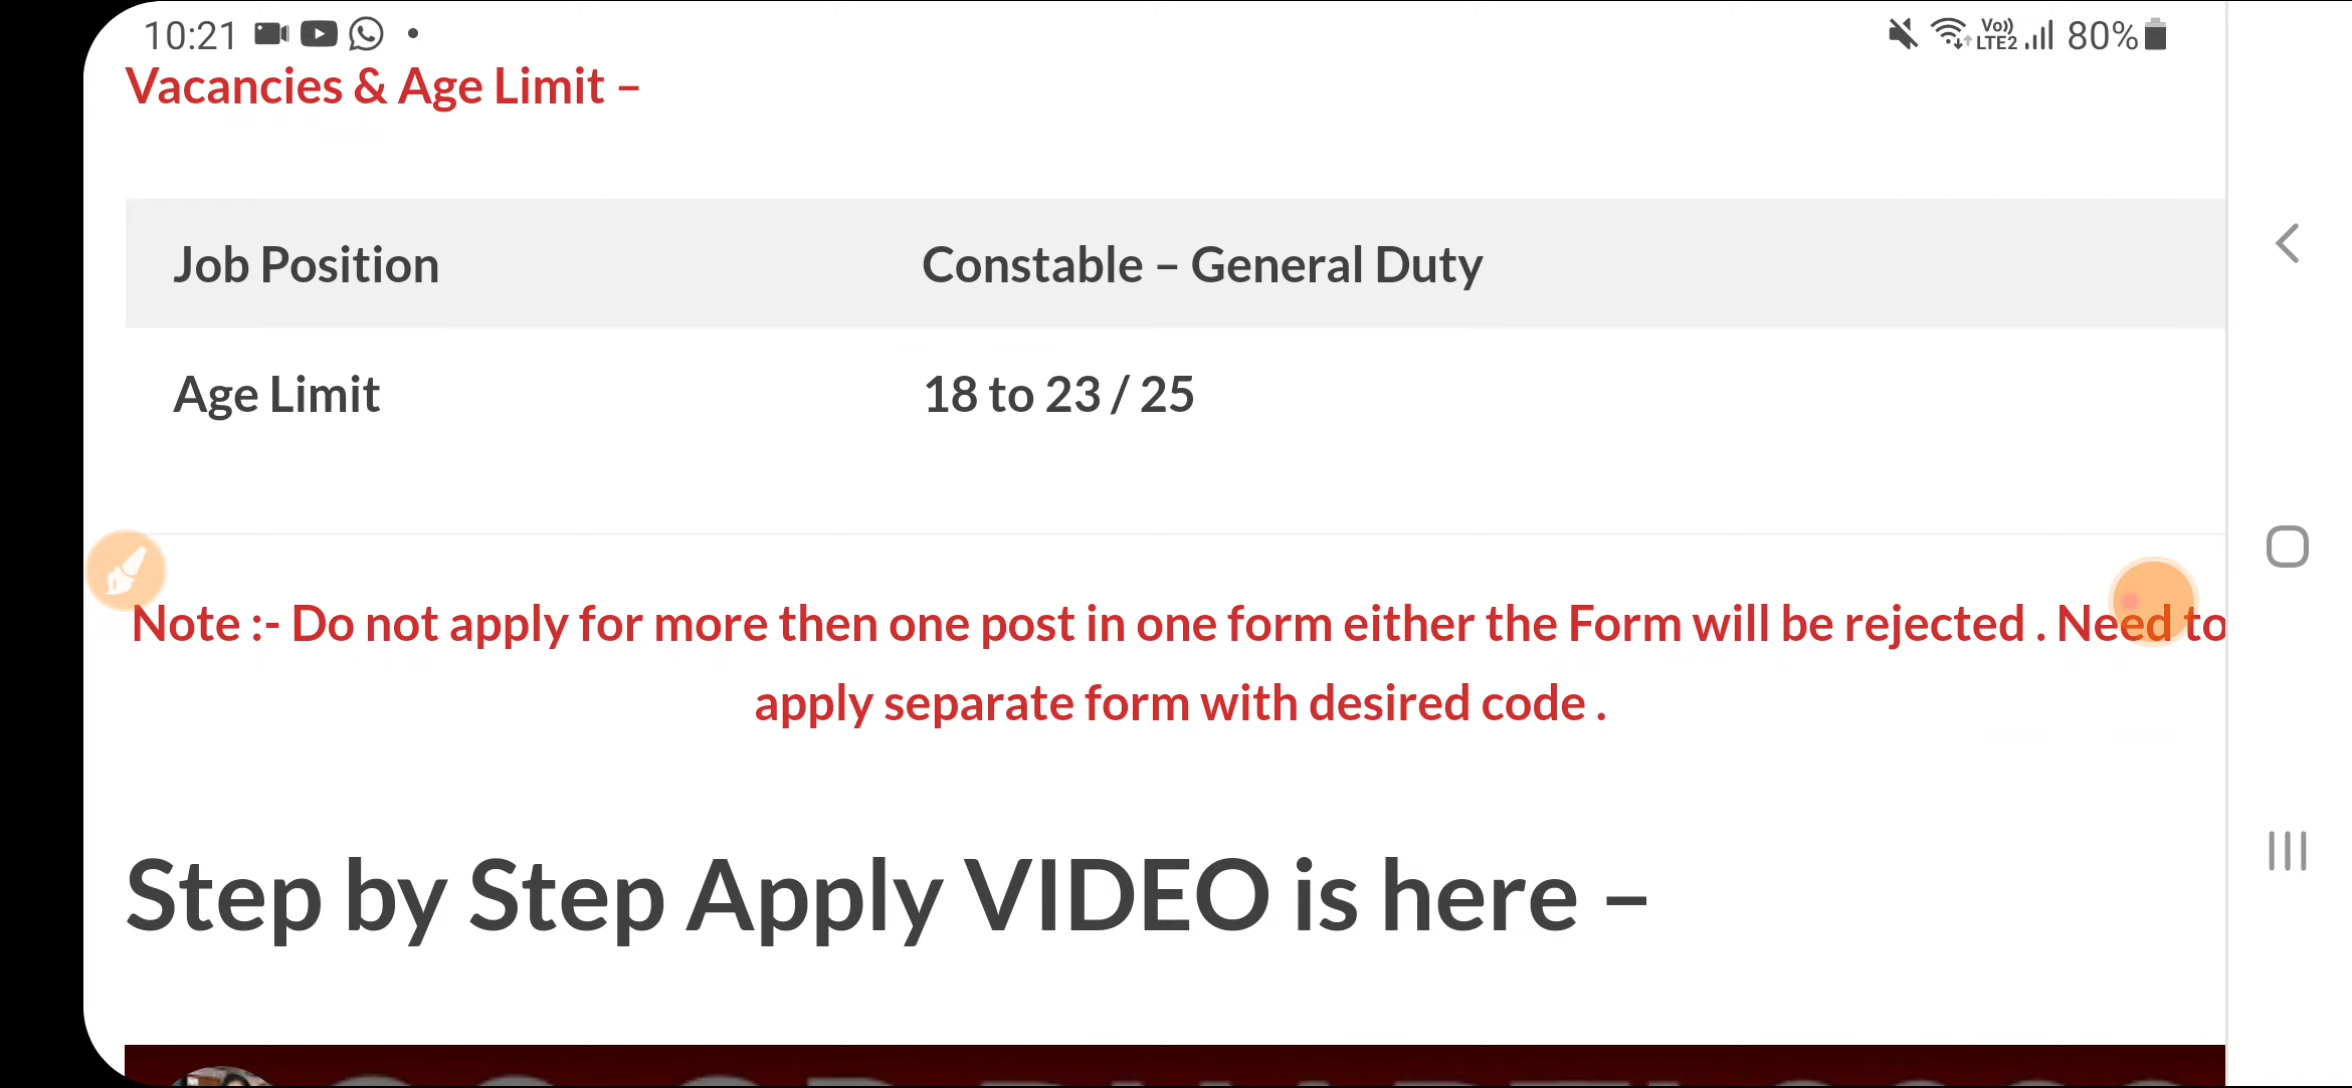 10:21
Vo)) LTE2 80%
Vacancies & Age Limit –
Job Position Constable – General Duty
Age Limit 18 to 23 / 25
Note :- Do not apply for more then one post in one form either the Form will be rejected . Need to
apply separate form with desired code .
Step by Step Apply VIDEO is here –